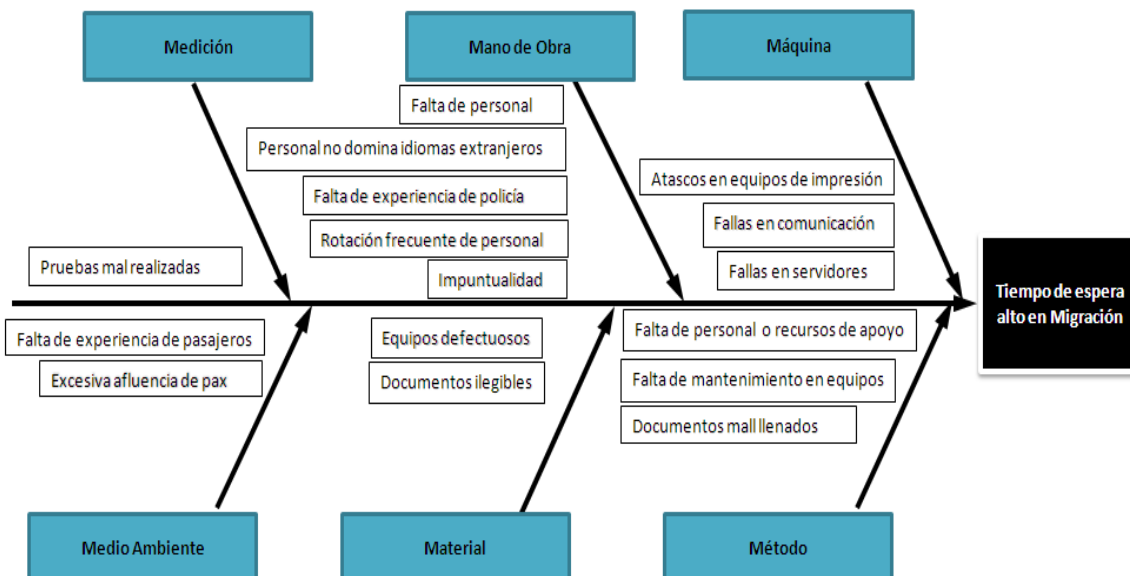 Medición
Mano de Obra
Máquina
Falta de personal
Personal no domina idiomas extranjeros
Falta de experiencia de policía
Rotación frecuente de personal
Impuntualidad
Atascos en equipos de impresión
Fallas en comunicación
Fallas en servidores
Pruebas mal realizadas
Tiempo de espera
alto en Migración
Falta de experiencia de pasajeros
Excesiva afluencia de pax
Equipos defectuosos
Documentos ilegibles
Falta de personal o recursos de apoyo
Falta de mantenimiento en equipos
Documentos mall llenados
Medio Ambiente
Material
Método